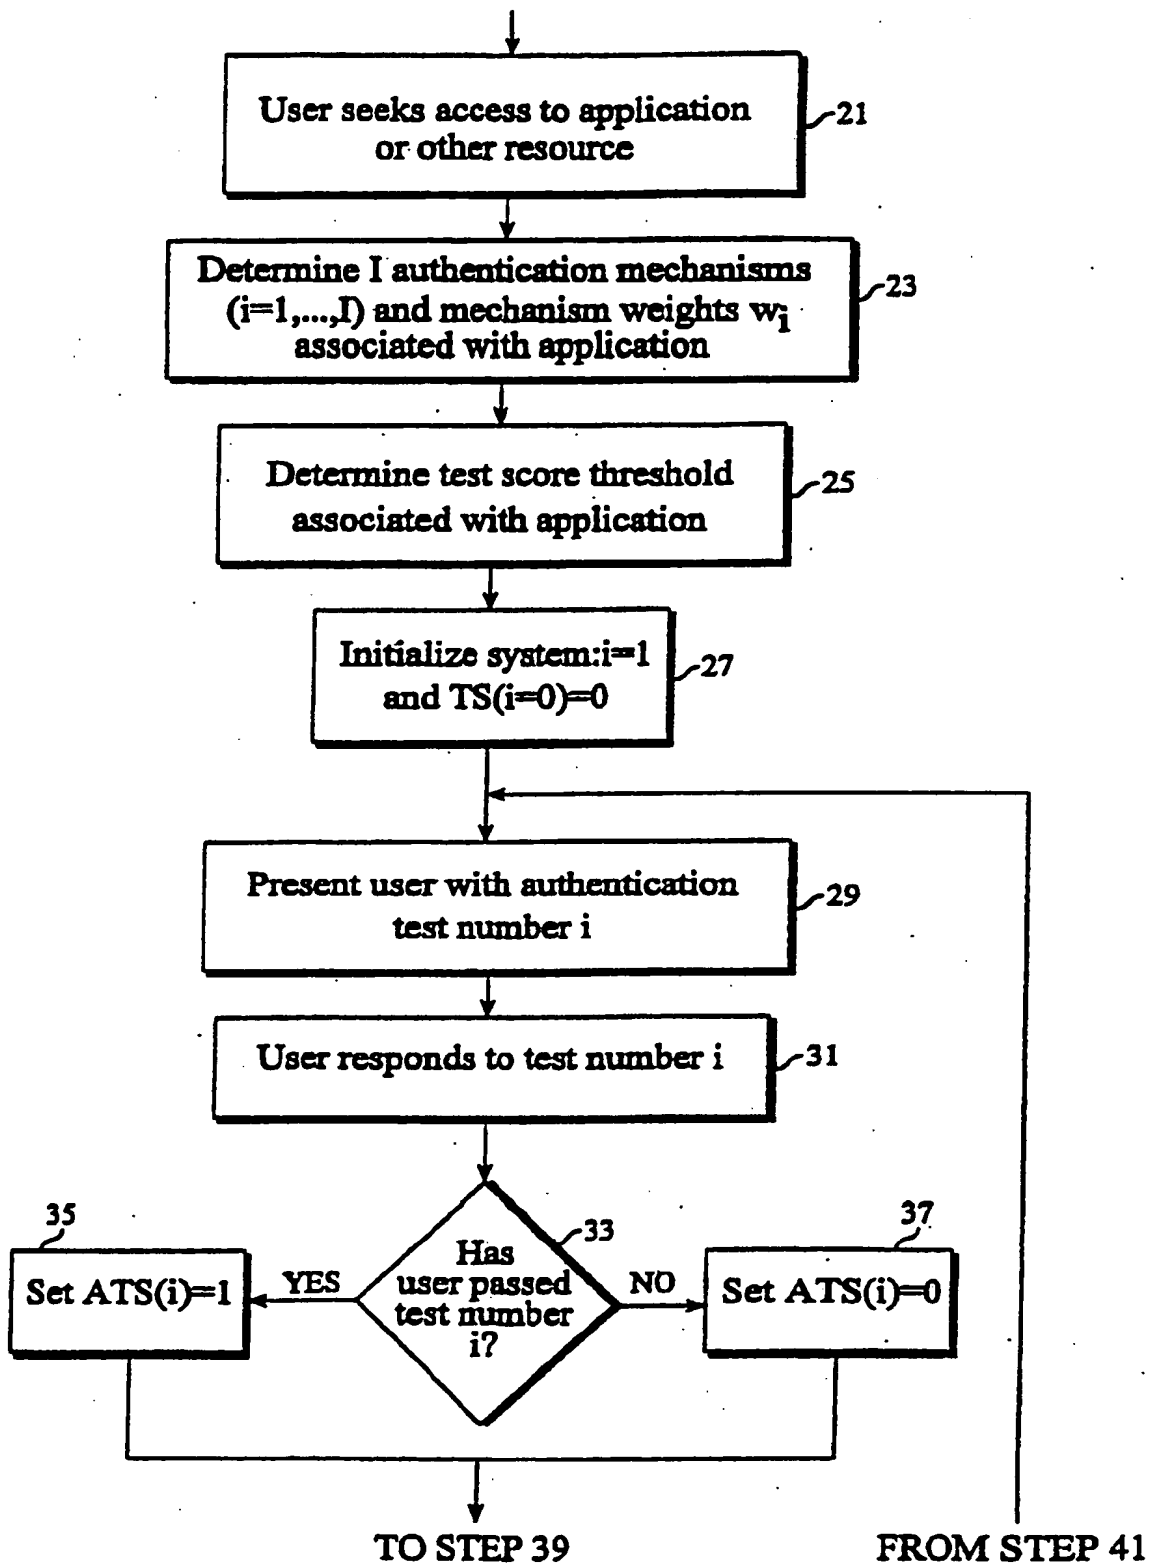 User seeks access to application
or other resource
21
Determine I authentication mechanisms
(i=1,...,I) and mechanism weights wi
associated with application
23
Determine test score threshold
associated with application
25
Initialize system:i=1
and TS(i=0)=0
27
Present user with authentication
test number i
29
User responds to test number i
31
35
Set ATS(i)=1
YES
33
Has
user passed
test number
i?
NO
37
Set ATS(i)=0
TO STEP 39
FROM STEP 41